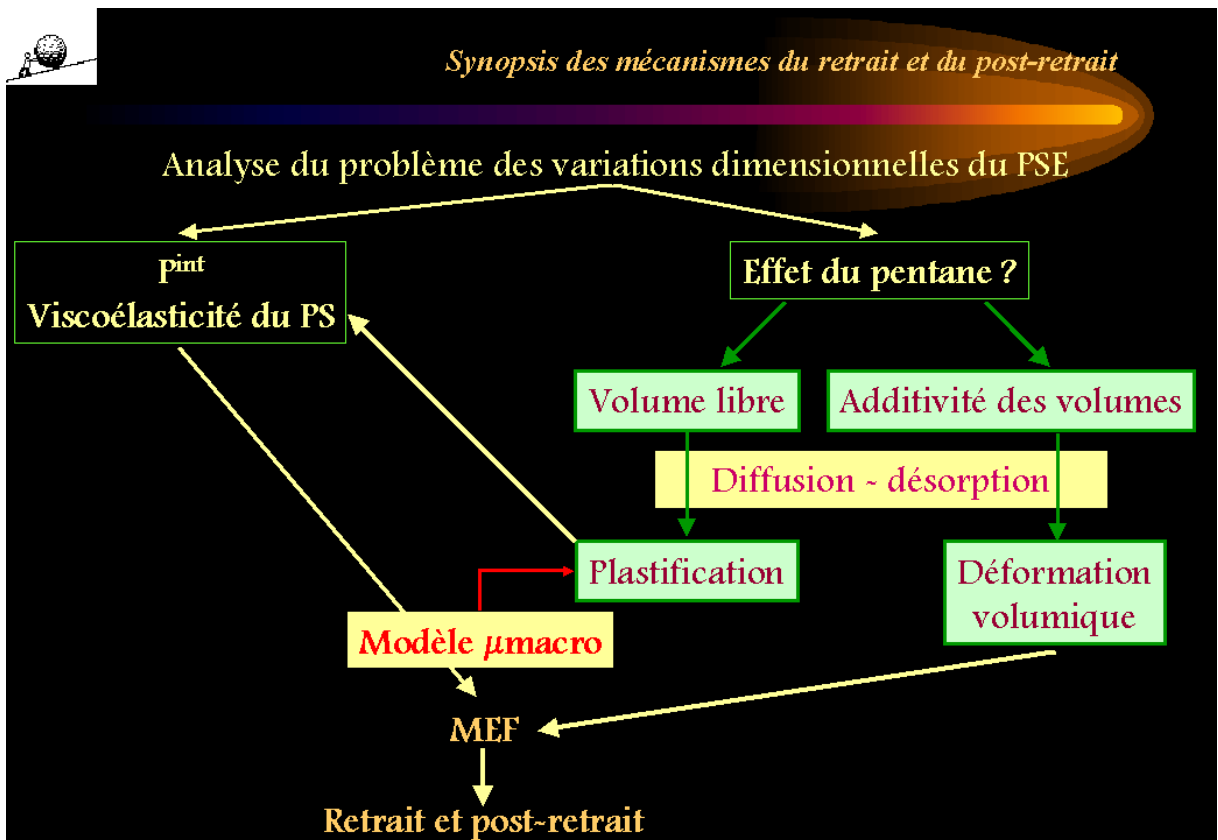 Synopsis des mécanismes du retrait et du post-retrait
Analyse du problème des variations dimensionnelles du PSE
pint
Viscoélasticité du PS
Effet du pentane ?
Volume libre
Additivité des volumes
Diffusion - désorption
Plastification
Déformation
volumique
Modèle μmacro
MEF
Retrait et post-retrait